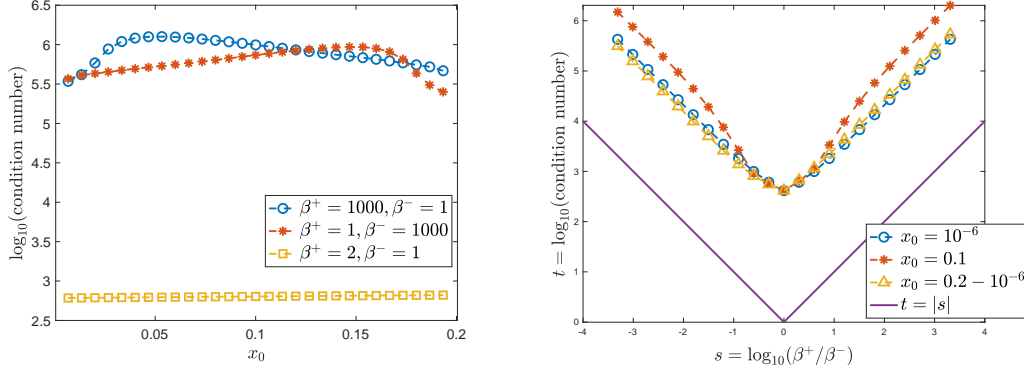 log₁₀(condition number)
6.5
6
5.5
5
4.5
4
3.5
3
2.5
0.05
0.1
0.15
0.2
x₀
β⁺ = 1000, β⁻ = 1
β⁺ = 1, β⁻ = 1000
β⁺ = 2, β⁻ = 1
t = log₁₀(condition number)
6
5
4
3
2
1
0
-4
-3
-2
-1
0
1
2
3
4
s = log₁₀(β⁺/β⁻)
x₀ = 10⁻⁶
x₀ = 0.1
x₀ = 0.2 − 10⁻⁶
t = |s|